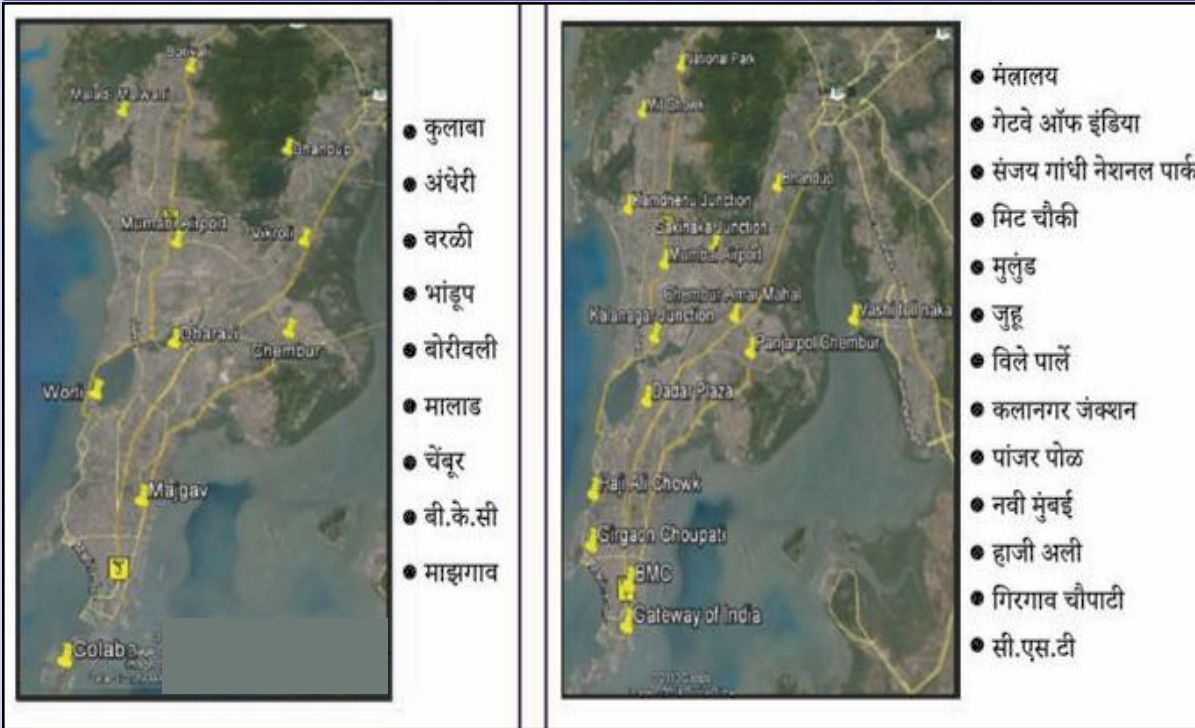 Borivali
Malad- Malwani
Bhandup
Mumabi Airport
Vikroli
Dharavi
Chembur
Worli
Majgav
Colab
कुलाबा
अंधेरी
वरळी
भांडूप
बोरीवली
मालाड
चेंबूर
बी.के.सी
माझगाव
National Park
Mit Chowk
Bhandup
Kamdhenu Junction
Sakinaka Junction
Mumbai Airport
Chembur Amar Mahal
Kalanagar Junction
Vashi toll naka
Panjarpol Chembur
Dadar Plaza
Haji Ali Chowk
Girgaon Choupati
BMC
Gateway of India
मंत्रालय
गेटवे ऑफ इंडिया
संजय गांधी नेशनल पार्क
मिट चौकी
मुलुंड
जुहू
विले पार्ले
कलानगर जंक्शन
पांजर पोळ
नवी मुंबई
हाजी अली
गिरगाव चौपाटी
सी.एस.टी